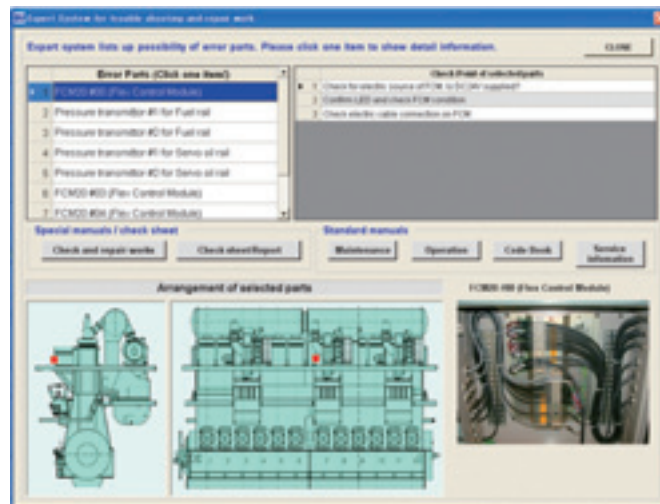 Expert System for trouble shooting and repair work
Expert system lists up possibility of error parts. Please click one item to show detail information.
CLOSE
Error Parts (Click one item!)
1 FCM20 #00 (Flex Control Module)
2 Pressure transmittor #1 for Fuel rail
3 Pressure transmittor #2 for Fuel rail
4 Pressure transmittor #1 for Servo oil rail
5 Pressure transmittor #2 for Servo oil rail
6 FCM20 #03 (Flex Control Module)
7 FCM20 #04 (Flex Control Module)
Check Point of selected parts
1 Check for electric source of FCM. Is DC24V supplied?
2 Confirm LED and check FCM condition
3 Check electric cable connection on FCM
Special manuals / check sheet
Check and repair works
Check sheet/Report
Standard manuals
Maintenance
Operation
Code Book
Service
infomation
Arrangement of selected parts
FCM20 #00 (Flex Control Module)